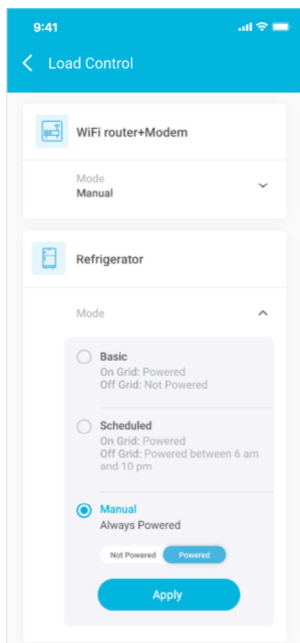 9:41
Load Control
WiFi router+Modem
Mode
Manual
Refrigerator
Mode
Basic
On Grid: Powered
Off Grid: Not Powered
Scheduled
On Grid: Powered
Off Grid: Powered between 6 am
and 10 pm
Manual
Always Powered
Not Powered Powered
Apply